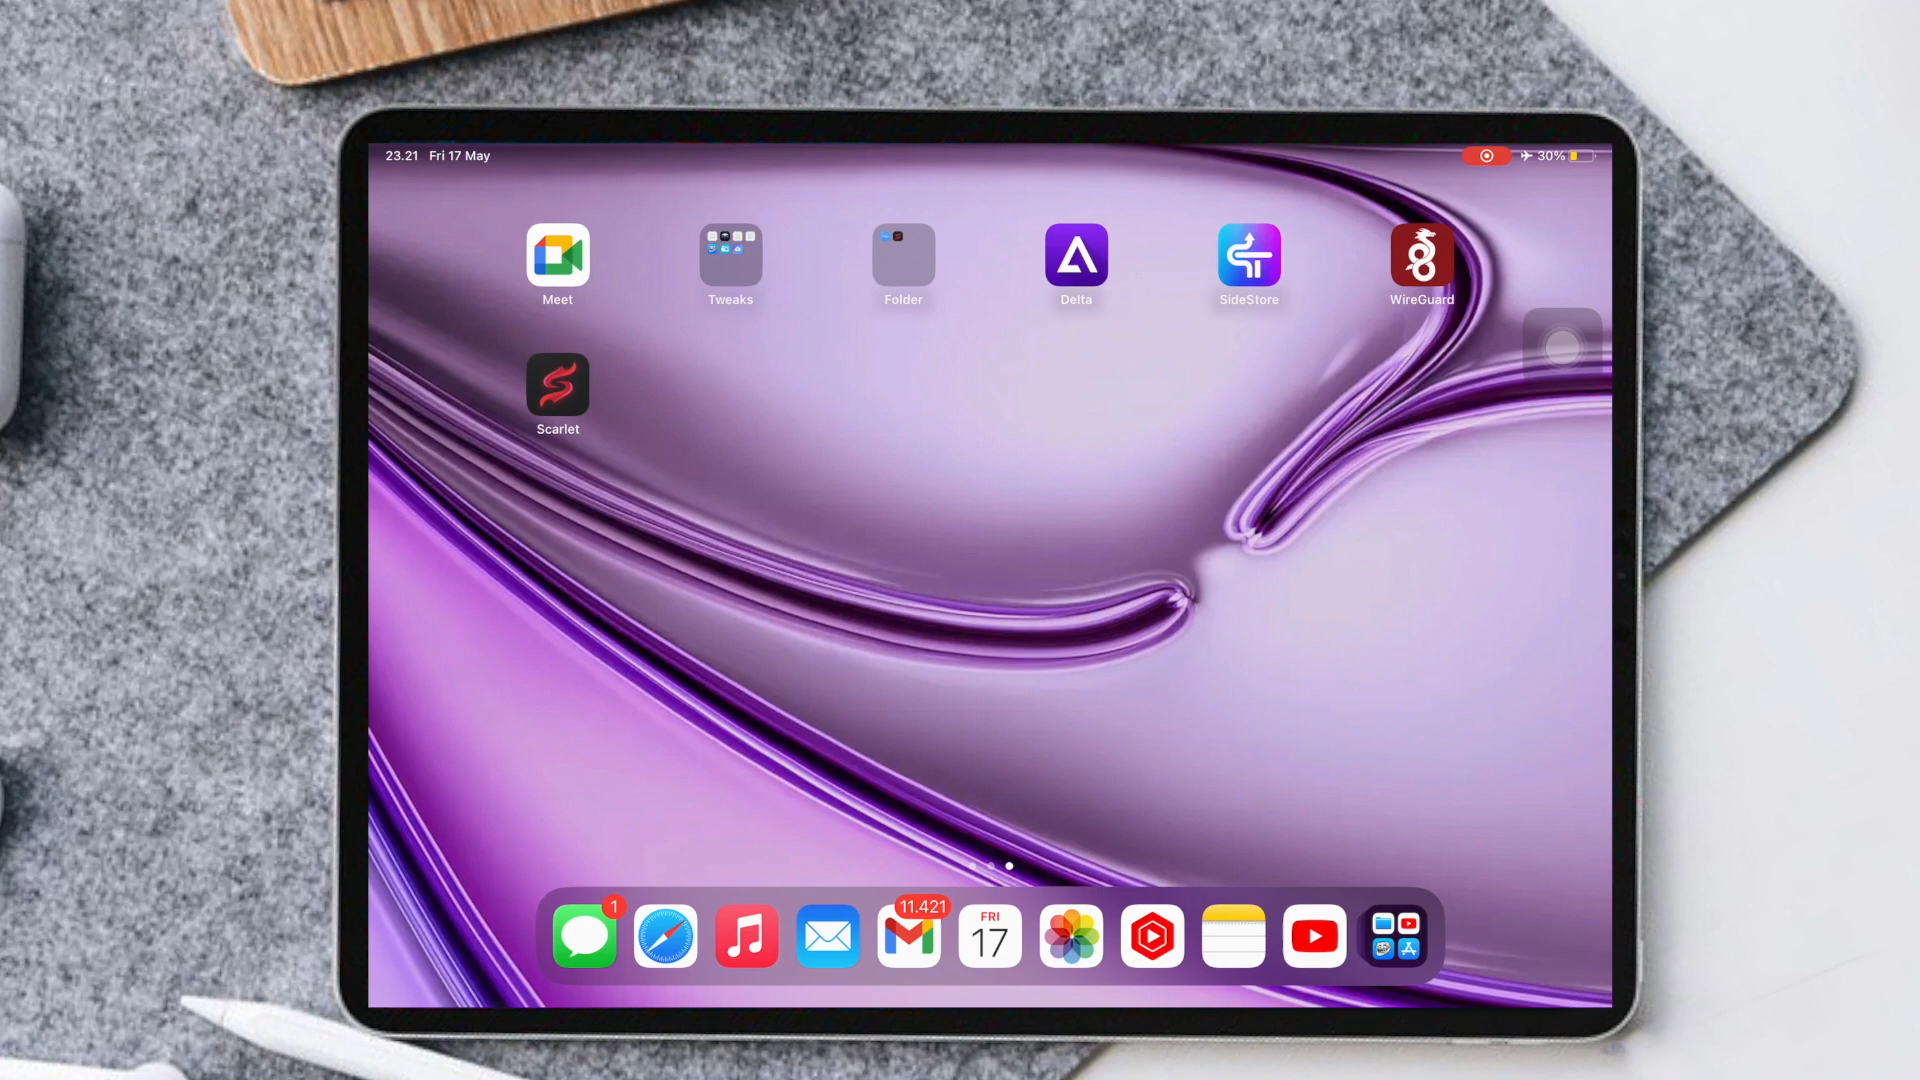 23.21 Fri 17 May
30%
Meet
Tweaks
Folder
Delta
SideStore
WireGuard
Scarlet
1
11.421
FRI
17